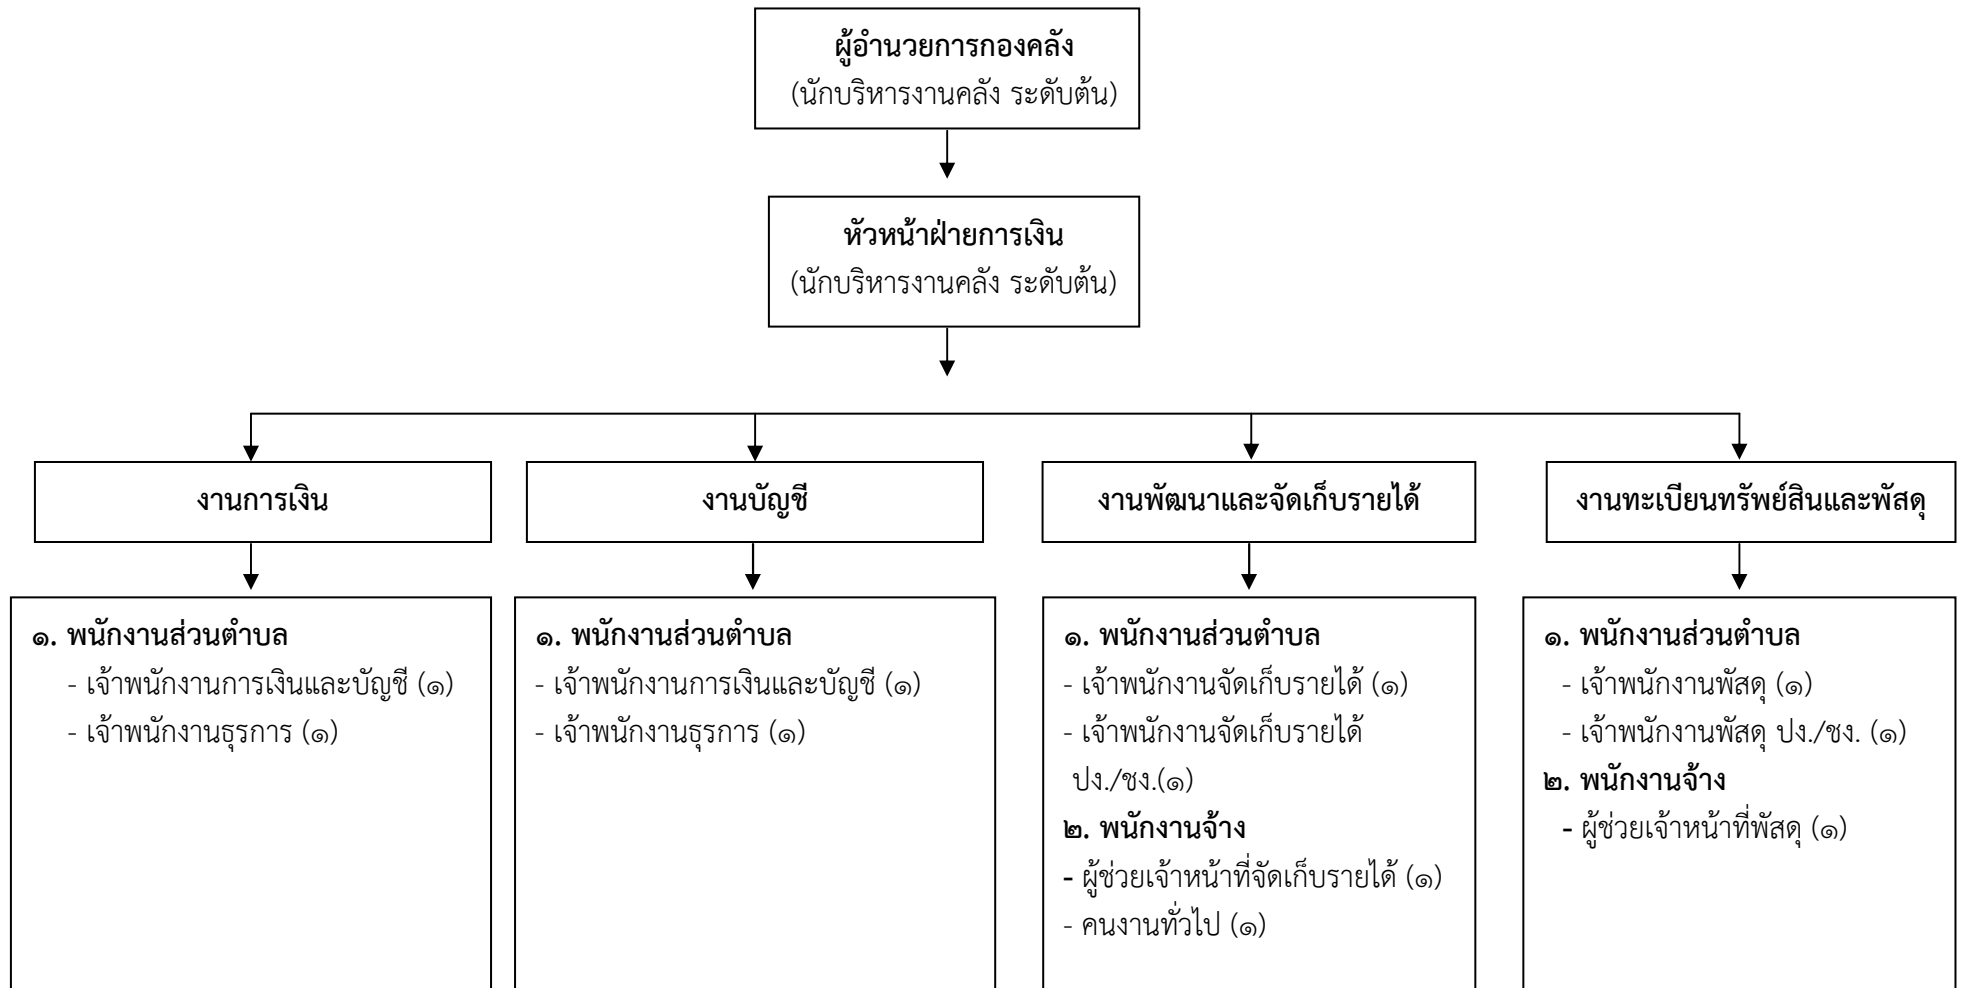 ผู้อำนวยการกองคลัง
(นักบริหารงานคลัง ระดับต้น)
หัวหน้าฝ่ายการเงิน
(นักบริหารงานคลัง ระดับต้น)
งานการเงิน
งานบัญชี
งานพัฒนาและจัดเก็บรายได้
งานทะเบียนทรัพย์สินและพัสดุ
๑. พนักงานส่วนตำบล
- เจ้าพนักงานการเงินและบัญชี (๑)
- เจ้าพนักงานธุรการ (๑)
๑. พนักงานส่วนตำบล
- เจ้าพนักงานการเงินและบัญชี (๑)
- เจ้าพนักงานธุรการ (๑)
๑. พนักงานส่วนตำบล
- เจ้าพนักงานจัดเก็บรายได้ (๑)
- เจ้าพนักงานจัดเก็บรายได้
ปง./ชง.(๑)
๒. พนักงานจ้าง
- ผู้ช่วยเจ้าหน้าที่จัดเก็บรายได้ (๑)
- คนงานทั่วไป (๑)
๑. พนักงานส่วนตำบล
- เจ้าพนักงานพัสดุ (๑)
- เจ้าพนักงานพัสดุ ปง./ชง. (๑)
๒. พนักงานจ้าง
- ผู้ช่วยเจ้าหน้าที่พัสดุ (๑)